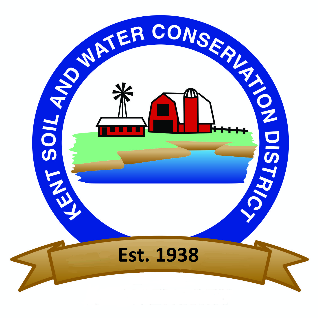 KENT SOIL AND WATER CONSERVATION DISTRICT
Est. 1938